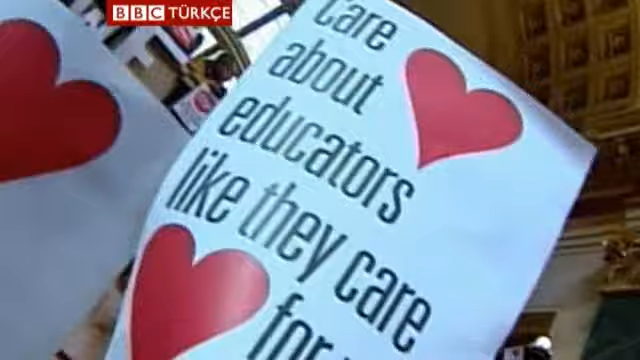 BBC TÜRKÇE
Care
about
educators
like they care
for